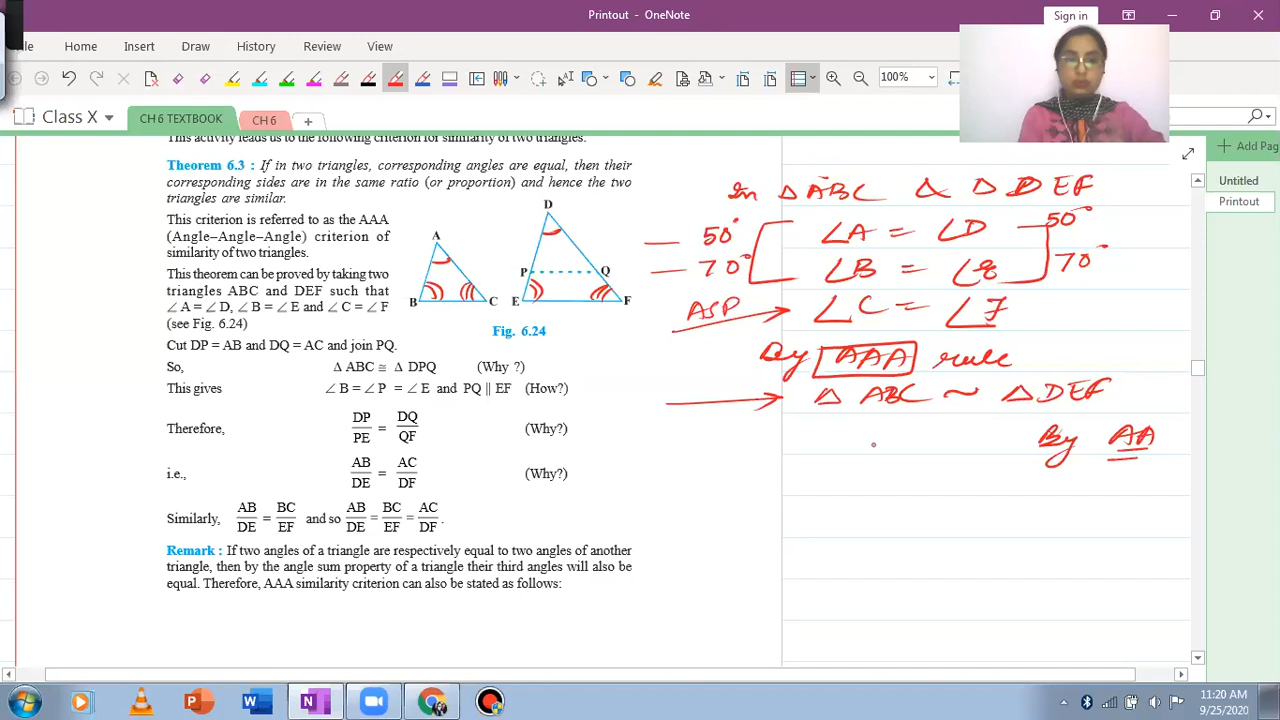 Printout - OneNote
Sign in
ile Home Insert Draw History Review View
100%
Class X CH 6 TEXTBOOK CH 6
Add Pag
Untitled
Printout
This activity leads us to the following criterion for similarity of two triangles.
Theorem 6.3 : If in two triangles, corresponding angles are equal, then their
corresponding sides are in the same ratio (or proportion) and hence the two
triangles are similar.
This criterion is referred to as the AAA
(Angle–Angle–Angle) criterion of
similarity of two triangles.
This theorem can be proved by taking two
triangles ABC and DEF such that
∠ A = ∠ D, ∠ B = ∠ E and ∠ C = ∠ F
(see Fig. 6.24)
A
B C
D
P Q
E F
Fig. 6.24
Cut DP = AB and DQ = AC and join PQ.
So, Δ ABC ≅ Δ DPQ (Why ?)
This gives ∠ B = ∠ P = ∠ E and PQ || EF (How?)
Therefore, DP/PE = DQ/QF (Why?)
i.e., AB/DE = AC/DF (Why?)
Similarly, AB/DE = BC/EF and so AB/DE = BC/EF = AC/DF.
Remark : If two angles of a triangle are respectively equal to two angles of another
triangle, then by the angle sum property of a triangle their third angles will also be
equal. Therefore, AAA similarity criterion can also be stated as follows:
In Δ ABC & Δ DEF
50° ∠A = ∠D 50°
70° ∠B = ∠E 70°
ASP ∠C = ∠F
By AAA rule
Δ ABC ~ Δ DEF
By AA
11:20 AM
9/25/2020